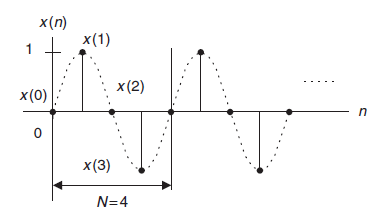 x(n)
1
x(1)
x(0)
x(2)
n
0
x(3)
N=4